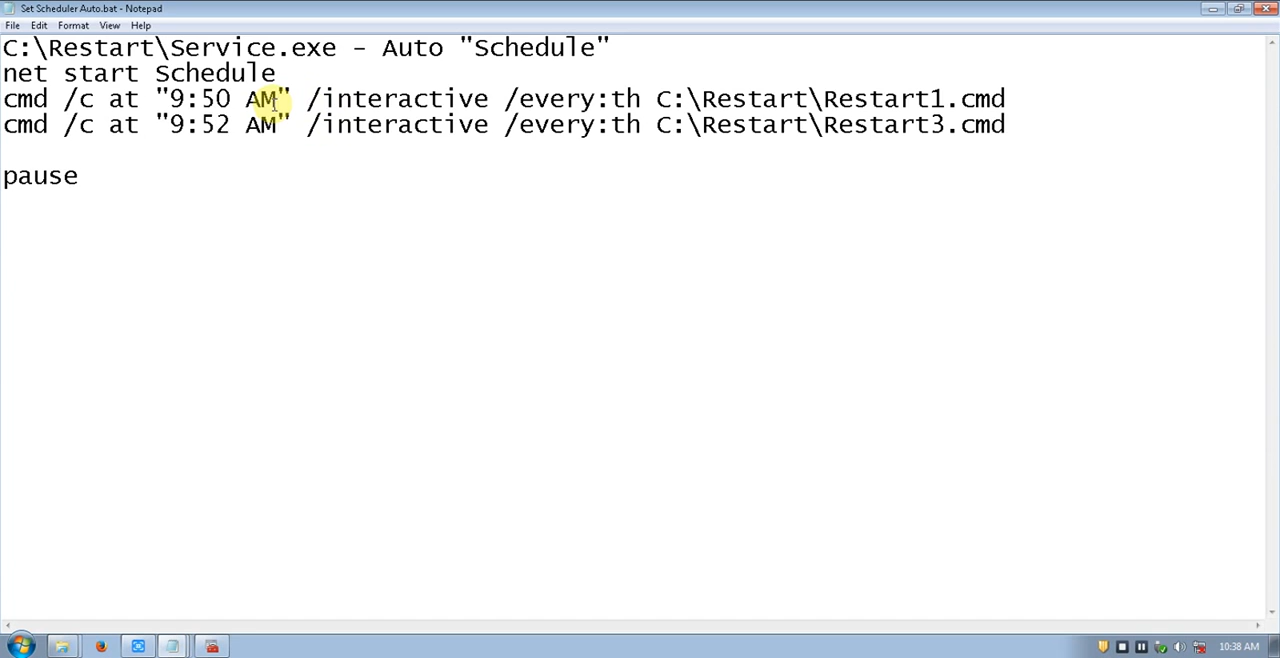 Set Scheduler Auto.bat - Notepad
File Edit Format View Help
C:\Restart\Service.exe - Auto "Schedule"
net start Schedule
cmd /c at "9:50 AM" /interactive /every:th C:\Restart\Restart1.cmd
cmd /c at "9:52 AM" /interactive /every:th C:\Restart\Restart3.cmd
pause
10:38 AM